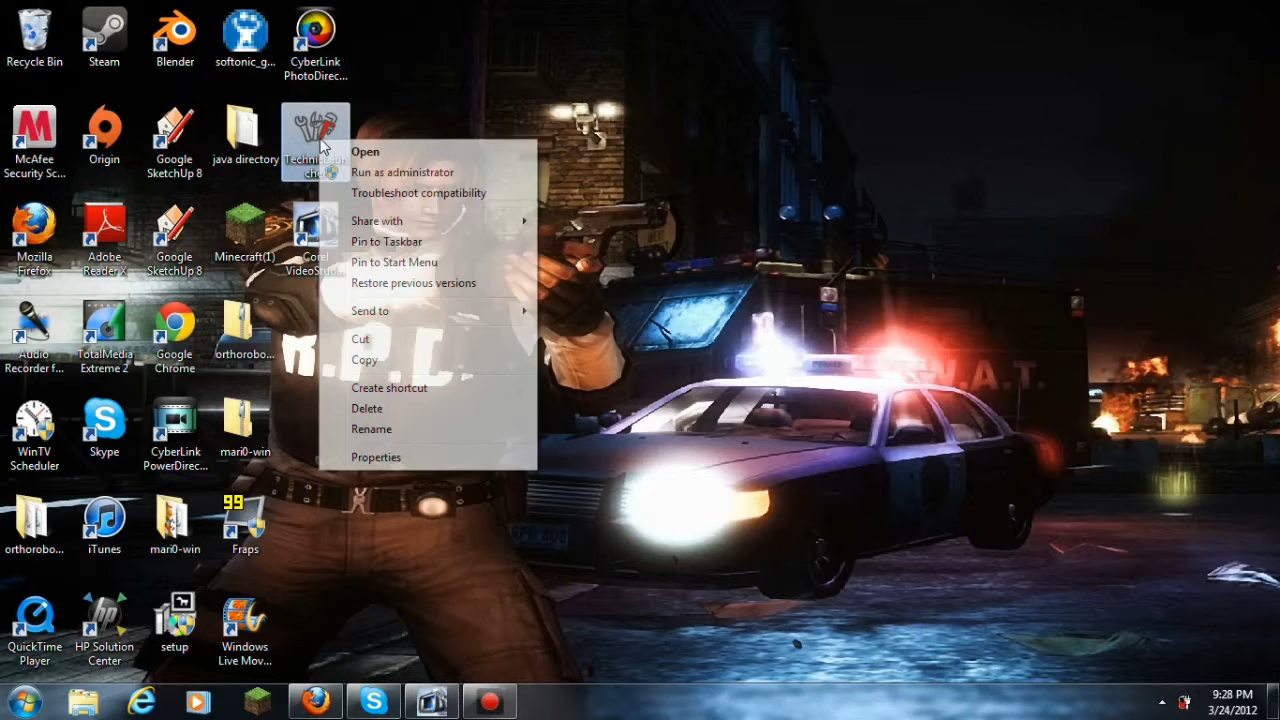 Recycle Bin
Steam
Blender
softonic_g...
CyberLink
PhotoDirec...
McAfee
Security Sc...
Origin
Google
SketchUp 8
java directory
Mozilla
Firefox
Adobe
Reader X
Google
SketchUp 8
Minecraft(1)
Corel
Audio
Recorder f...
TotalMedia
Extreme 2
Google
Chrome
orthorobo...
WinTV
Scheduler
Skype
CyberLink
PowerDirec...
mari0-win
orthorobo...
iTunes
mari0-win
99
Fraps
QuickTime
Player
HP Solution
Center
setup
Windows
Live Mov...
Open
Run as administrator
Troubleshoot compatibility
Share with
Pin to Taskbar
Pin to Start Menu
Restore previous versions
Send to
Cut
Copy
Create shortcut
Delete
Rename
Properties
R.P.C.
W.A.T.
9:28 PM
3/24/2012